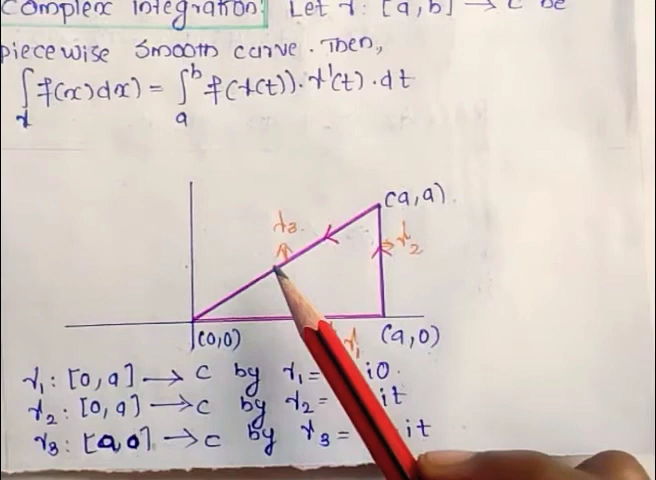 Complex Integration: Let γ: [a,b] → C be
piecewise smooth curve. Then,
∫ f(x)dx) = ∫ᵇ f(γ(t)). γ'(t) . dt
γ a
(a,a).
γ₃.
γ₂
(0,0) γ₁ (a,0)
γ₁: [0,a] → C by γ₁ = i0.
γ₂: [0,a] → C by γ₂ = it
γ₃: [a,0] → C by γ₃ = it